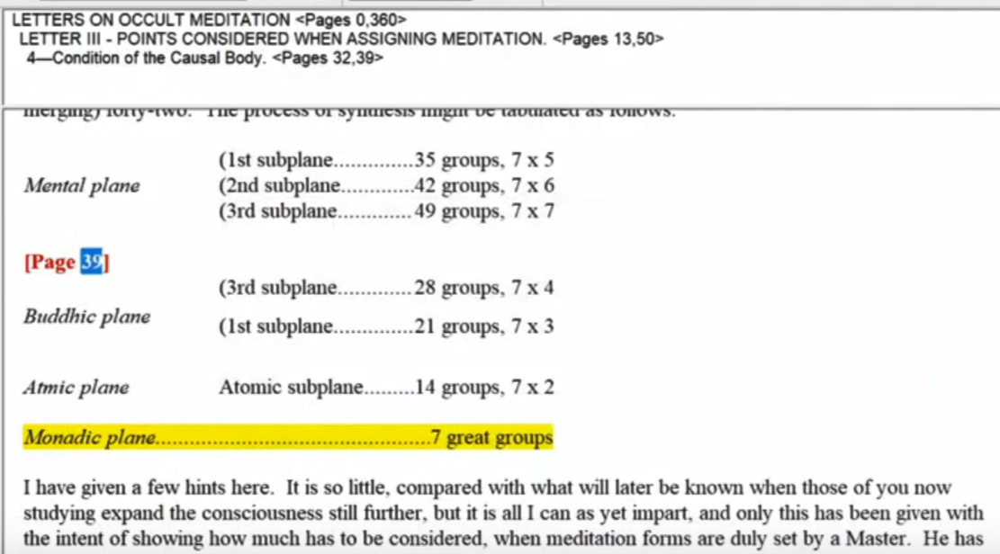 LETTERS ON OCCULT MEDITATION <Pages 0,360>
LETTER III - POINTS CONSIDERED WHEN ASSIGNING MEDITATION. <Pages 13,50>
4—Condition of the Causal Body. <Pages 32,39>
merging) forty-two. The process of synthesis might be tabulated as follows:
(1st subplane..............35 groups, 7 x 5
Mental plane (2nd subplane.............42 groups, 7 x 6
(3rd subplane............. 49 groups, 7 x 7
[Page 39]
(3rd subplane............. 28 groups, 7 x 4
Buddhic plane
(1st subplane..............21 groups, 7 x 3
Atmic plane Atomic subplane.........14 groups, 7 x 2
Monadic plane..................................................7 great groups
I have given a few hints here. It is so little, compared with what will later be known when those of you now
studying expand the consciousness still further, but it is all I can as yet impart, and only this has been given with
the intent of showing how much has to be considered, when meditation forms are duly set by a Master. He has